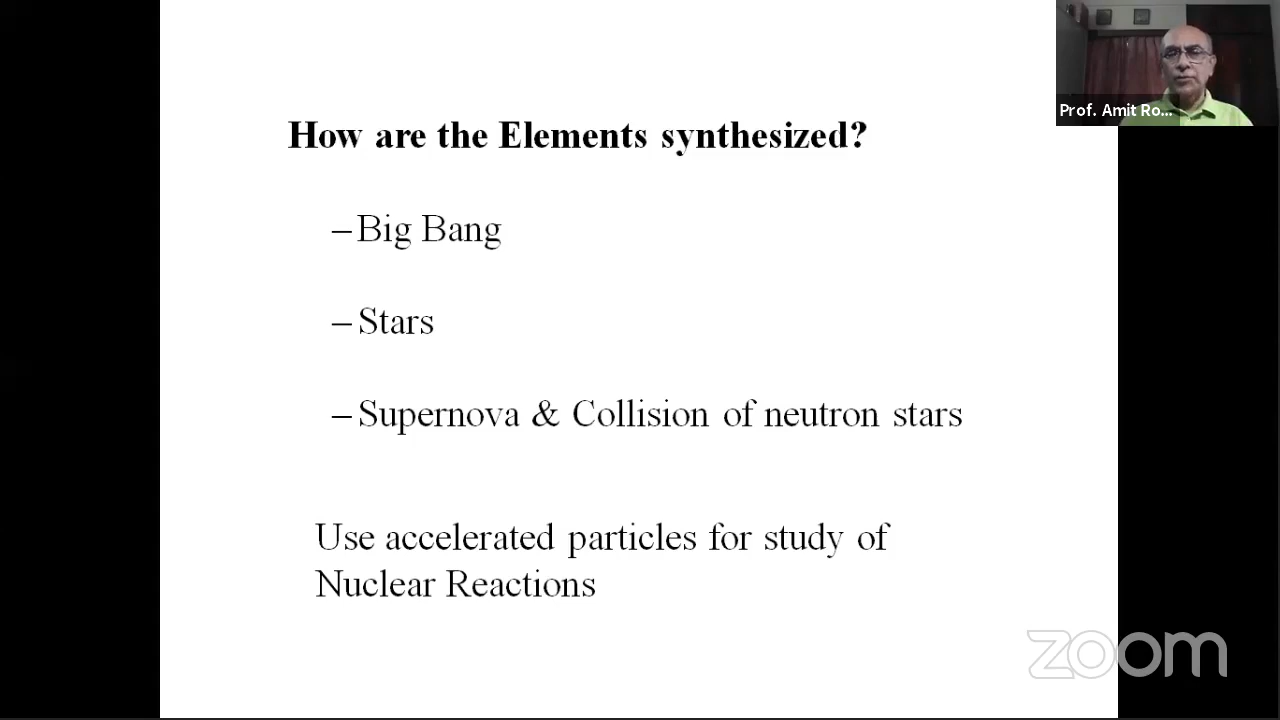 Prof. Amit Ro...
How are the Elements synthesized?
– Big Bang
– Stars
– Supernova & Collision of neutron stars
Use accelerated particles for study of
Nuclear Reactions
zoom